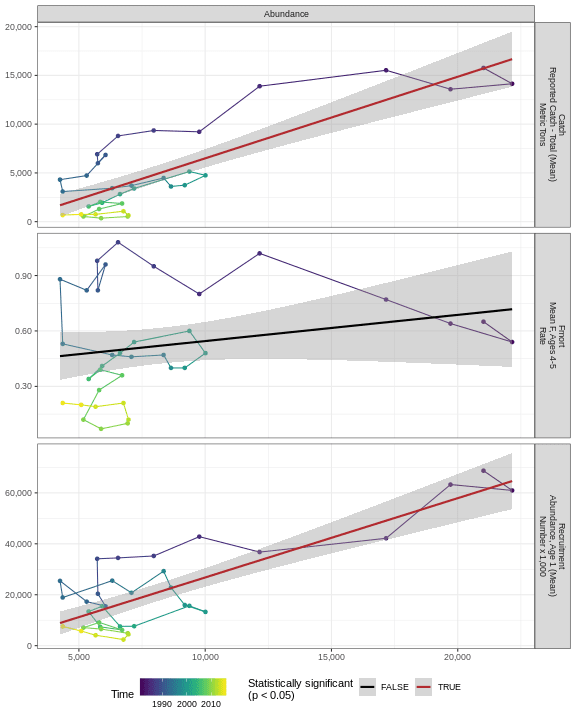 Abundance
20,000
15,000
10,000
5,000
0
Catch
Reported Catch - Total (Mean)
Metric Tons
0.90
0.60
0.30
Fmort
Mean F, Ages 4-5
Rate
60,000
40,000
20,000
0
Recruitment
Abundance, Age 1 (Mean)
Number x 1,000
5,000 10,000 15,000 20,000
Time
1990 2000 2010
Statistically significant
(p < 0.05)
FALSE TRUE